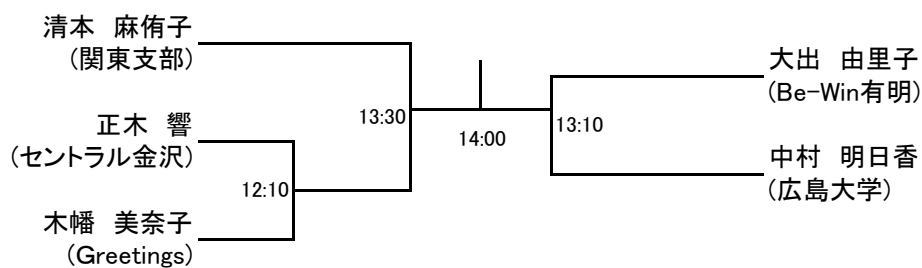 清本　麻侑子
(関東支部)
正木　響
(セントラル金沢)
木幡　美奈子
(Greetings)
12:10
13:30
14:00
13:10
大出　由里子
(Be-Win有明)
中村　明日香
(広島大学)